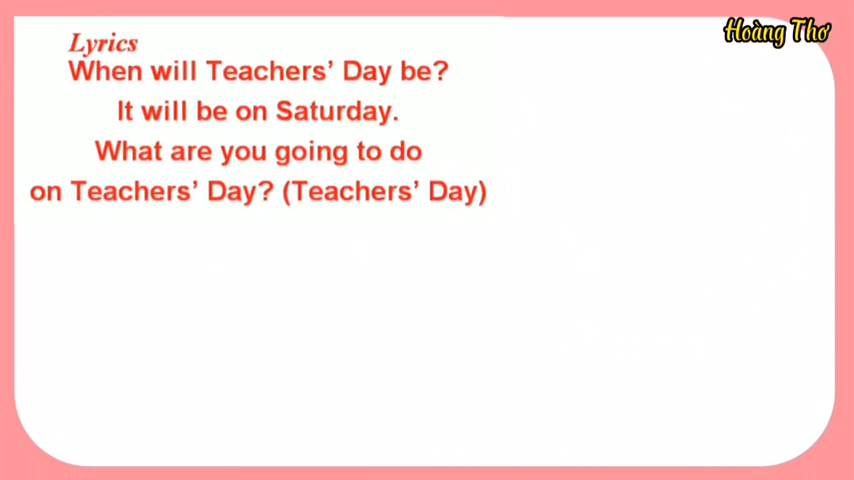 Hoàng Thơ
Lyrics
When will Teachers’ Day be?
It will be on Saturday.
What are you going to do
on Teachers’ Day? (Teachers’ Day)